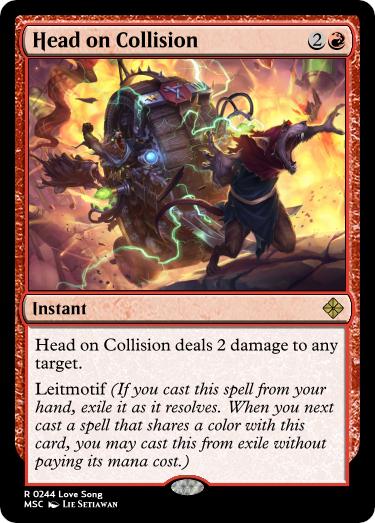 Head on Collision 2
Instant
Head on Collision deals 2 damage to any
target.
Leitmotif (If you cast this spell from your
hand, exile it as it resolves. When you next
cast a spell that shares a color with this
card, you may cast this from exile without
paying its mana cost.)
R 0244 Love Song
MSC Lie Setiawan